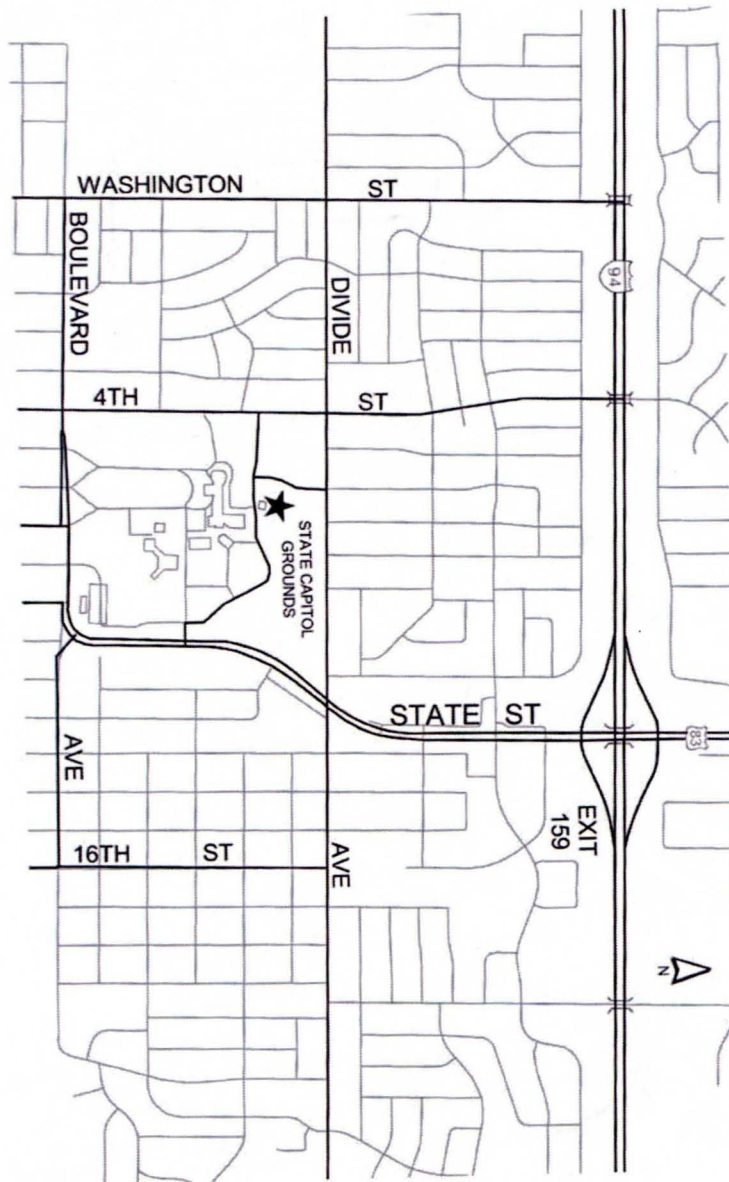 WASHINGTON ST
BOULEVARD AVE
DIVIDE AVE
94
4TH ST
STATE CAPITOL
GROUNDS
STATE ST
83
EXIT
159
16TH ST
N